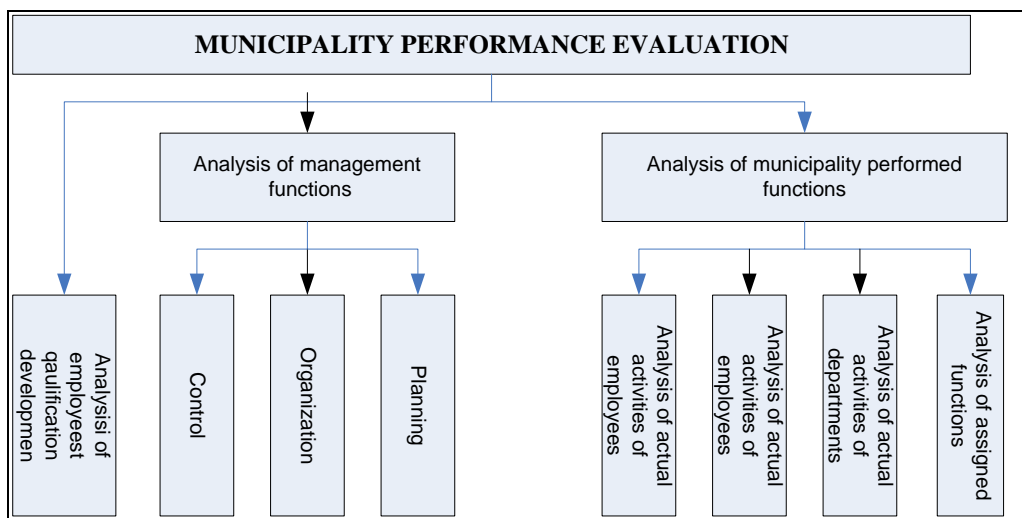 MUNICIPALITY PERFORMANCE EVALUATION
Analysis of management
functions
Analysis of municipality performed
functions
Analysisi of
employeest
qaulification
developmen
Control
Organization
Planning
Analysis of actual
activities of
employees
Analysis of actual
activities of
employees
Analysis of actual
activities of
departments
Analysis of assigned
functions